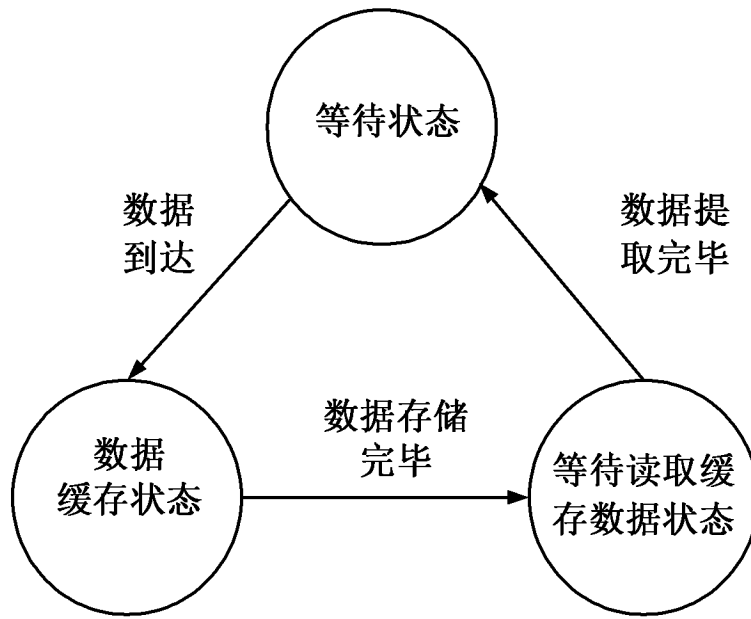 等待状态
数据
到达
数据提
取完毕
数据
缓存状态
数据存储
完毕
等待读取缓
存数据状态